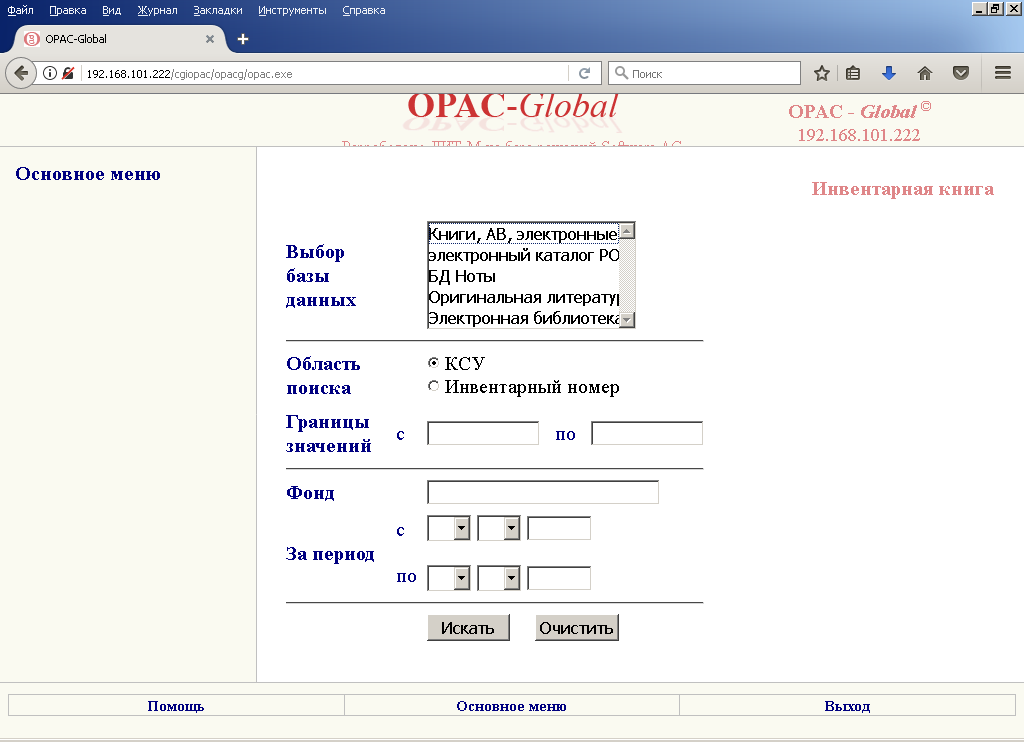 Файл Правка Вид Журнал Закладки Инструменты Справка
OPAC-Global
192.168.101.222/cgiopac/opacg/opac.exe
Поиск
OPAC-Global
OPAC - Global ©
192.168.101.222
Основное меню
Инвентарная книга
Выбор базы данных
Книги, АВ, электронные
электронный каталог РО
БД Ноты
Оригинальная литерату
Электронная библиотека
Область поиска
КСУ
Инвентарный номер
Границы значений
с
по
Фонд
За период
с
по
Искать Очистить
Помощь Основное меню Выход